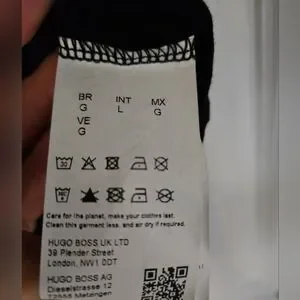 BR INT MX
G L G
VE
G
Care for the planet, make your clothes last.
Clean this garment less, and air dry if required.
HUGO BOSS UK LTD
39 Plender Street
London, NW1 0DT
HUGO BOSS AG
Dieselstrasse 12
72555 Metzingen